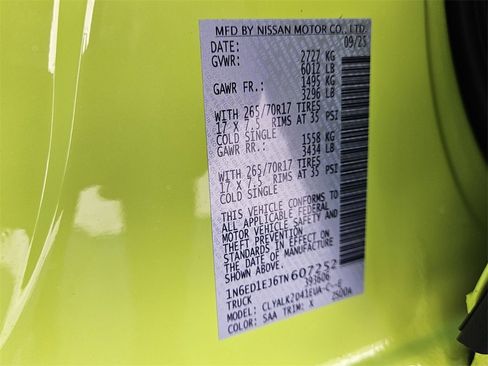 MFD BY NISSAN MOTOR CO., LTD.
DATE: 09/25
GVWR: 2727 KG
6012 LB
GAWR FR.: 1495 KG
3296 LB
WITH 265/70R17 TIRES
17 X 7.5 RIMS AT 35 PSI
COLD SINGLE
GAWR RR.: 1558 KG
3434 LB
WITH 265/70R17 TIRES
17 X 7.5 RIMS AT 35 PSI
COLD SINGLE
THIS VEHICLE CONFORMS TO
ALL APPLICABLE FEDERAL
MOTOR VEHICLE SAFETY AND
THEFT PREVENTION
STANDARDS IN EFFECT ON
THE DATE OF MANUFACTURE
SHOWN ABOVE.
1N6ED1EJ6TN607252
TRUCK 393806
MODEL: CLYALK2D41EUA-C-E
COLOR: SAA TRIM: X